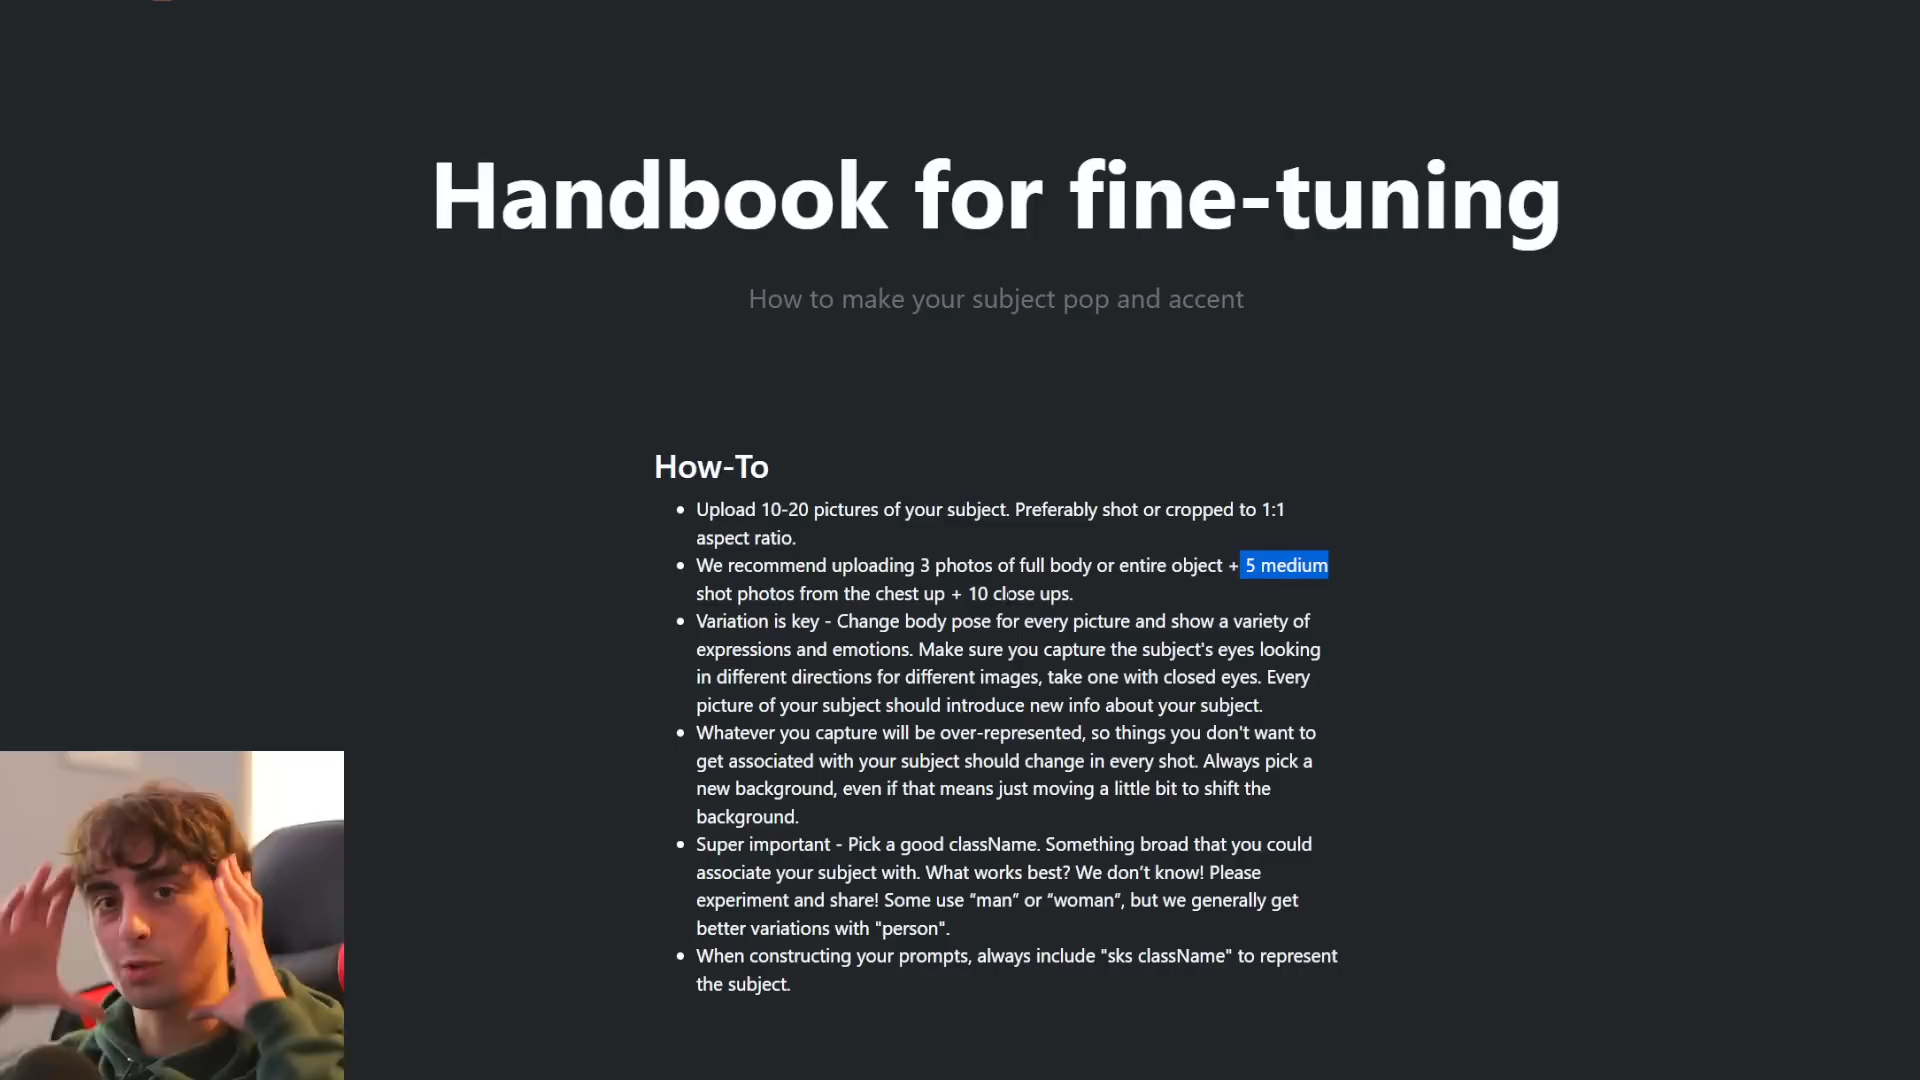 Handbook for fine-tuning
How to make your subject pop and accent
How-To
• Upload 10-20 pictures of your subject. Preferably shot or cropped to 1:1
aspect ratio.
• We recommend uploading 3 photos of full body or entire object + 5 medium
shot photos from the chest up + 10 close ups.
• Variation is key - Change body pose for every picture and show a variety of
expressions and emotions. Make sure you capture the subject's eyes looking
in different directions for different images, take one with closed eyes. Every
picture of your subject should introduce new info about your subject.
• Whatever you capture will be over-represented, so things you don't want to
get associated with your subject should change in every shot. Always pick a
new background, even if that means just moving a little bit to shift the
background.
• Super important - Pick a good className. Something broad that you could
associate your subject with. What works best? We don’t know! Please
experiment and share! Some use “man” or “woman”, but we generally get
better variations with "person".
• When constructing your prompts, always include "sks className" to represent
the subject.